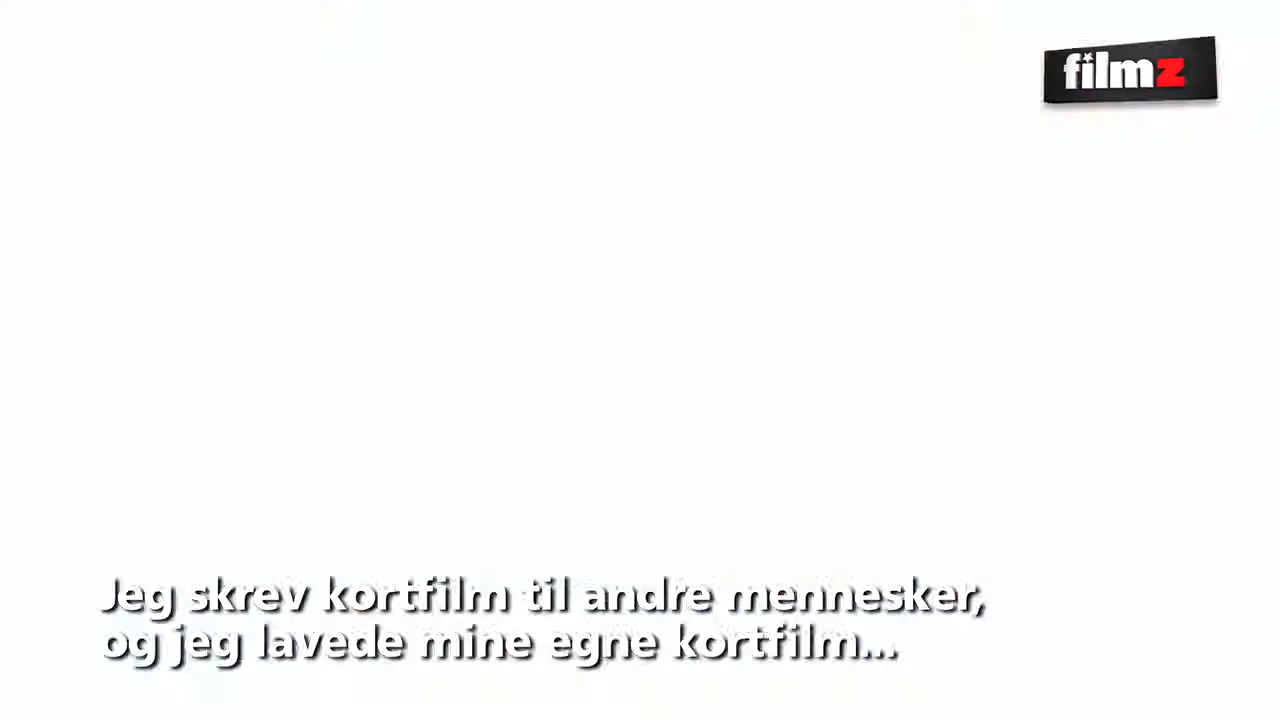 filmz
Jeg skrev kortfilm til andre mennesker,
og jeg lavede mine egne kortfilm...